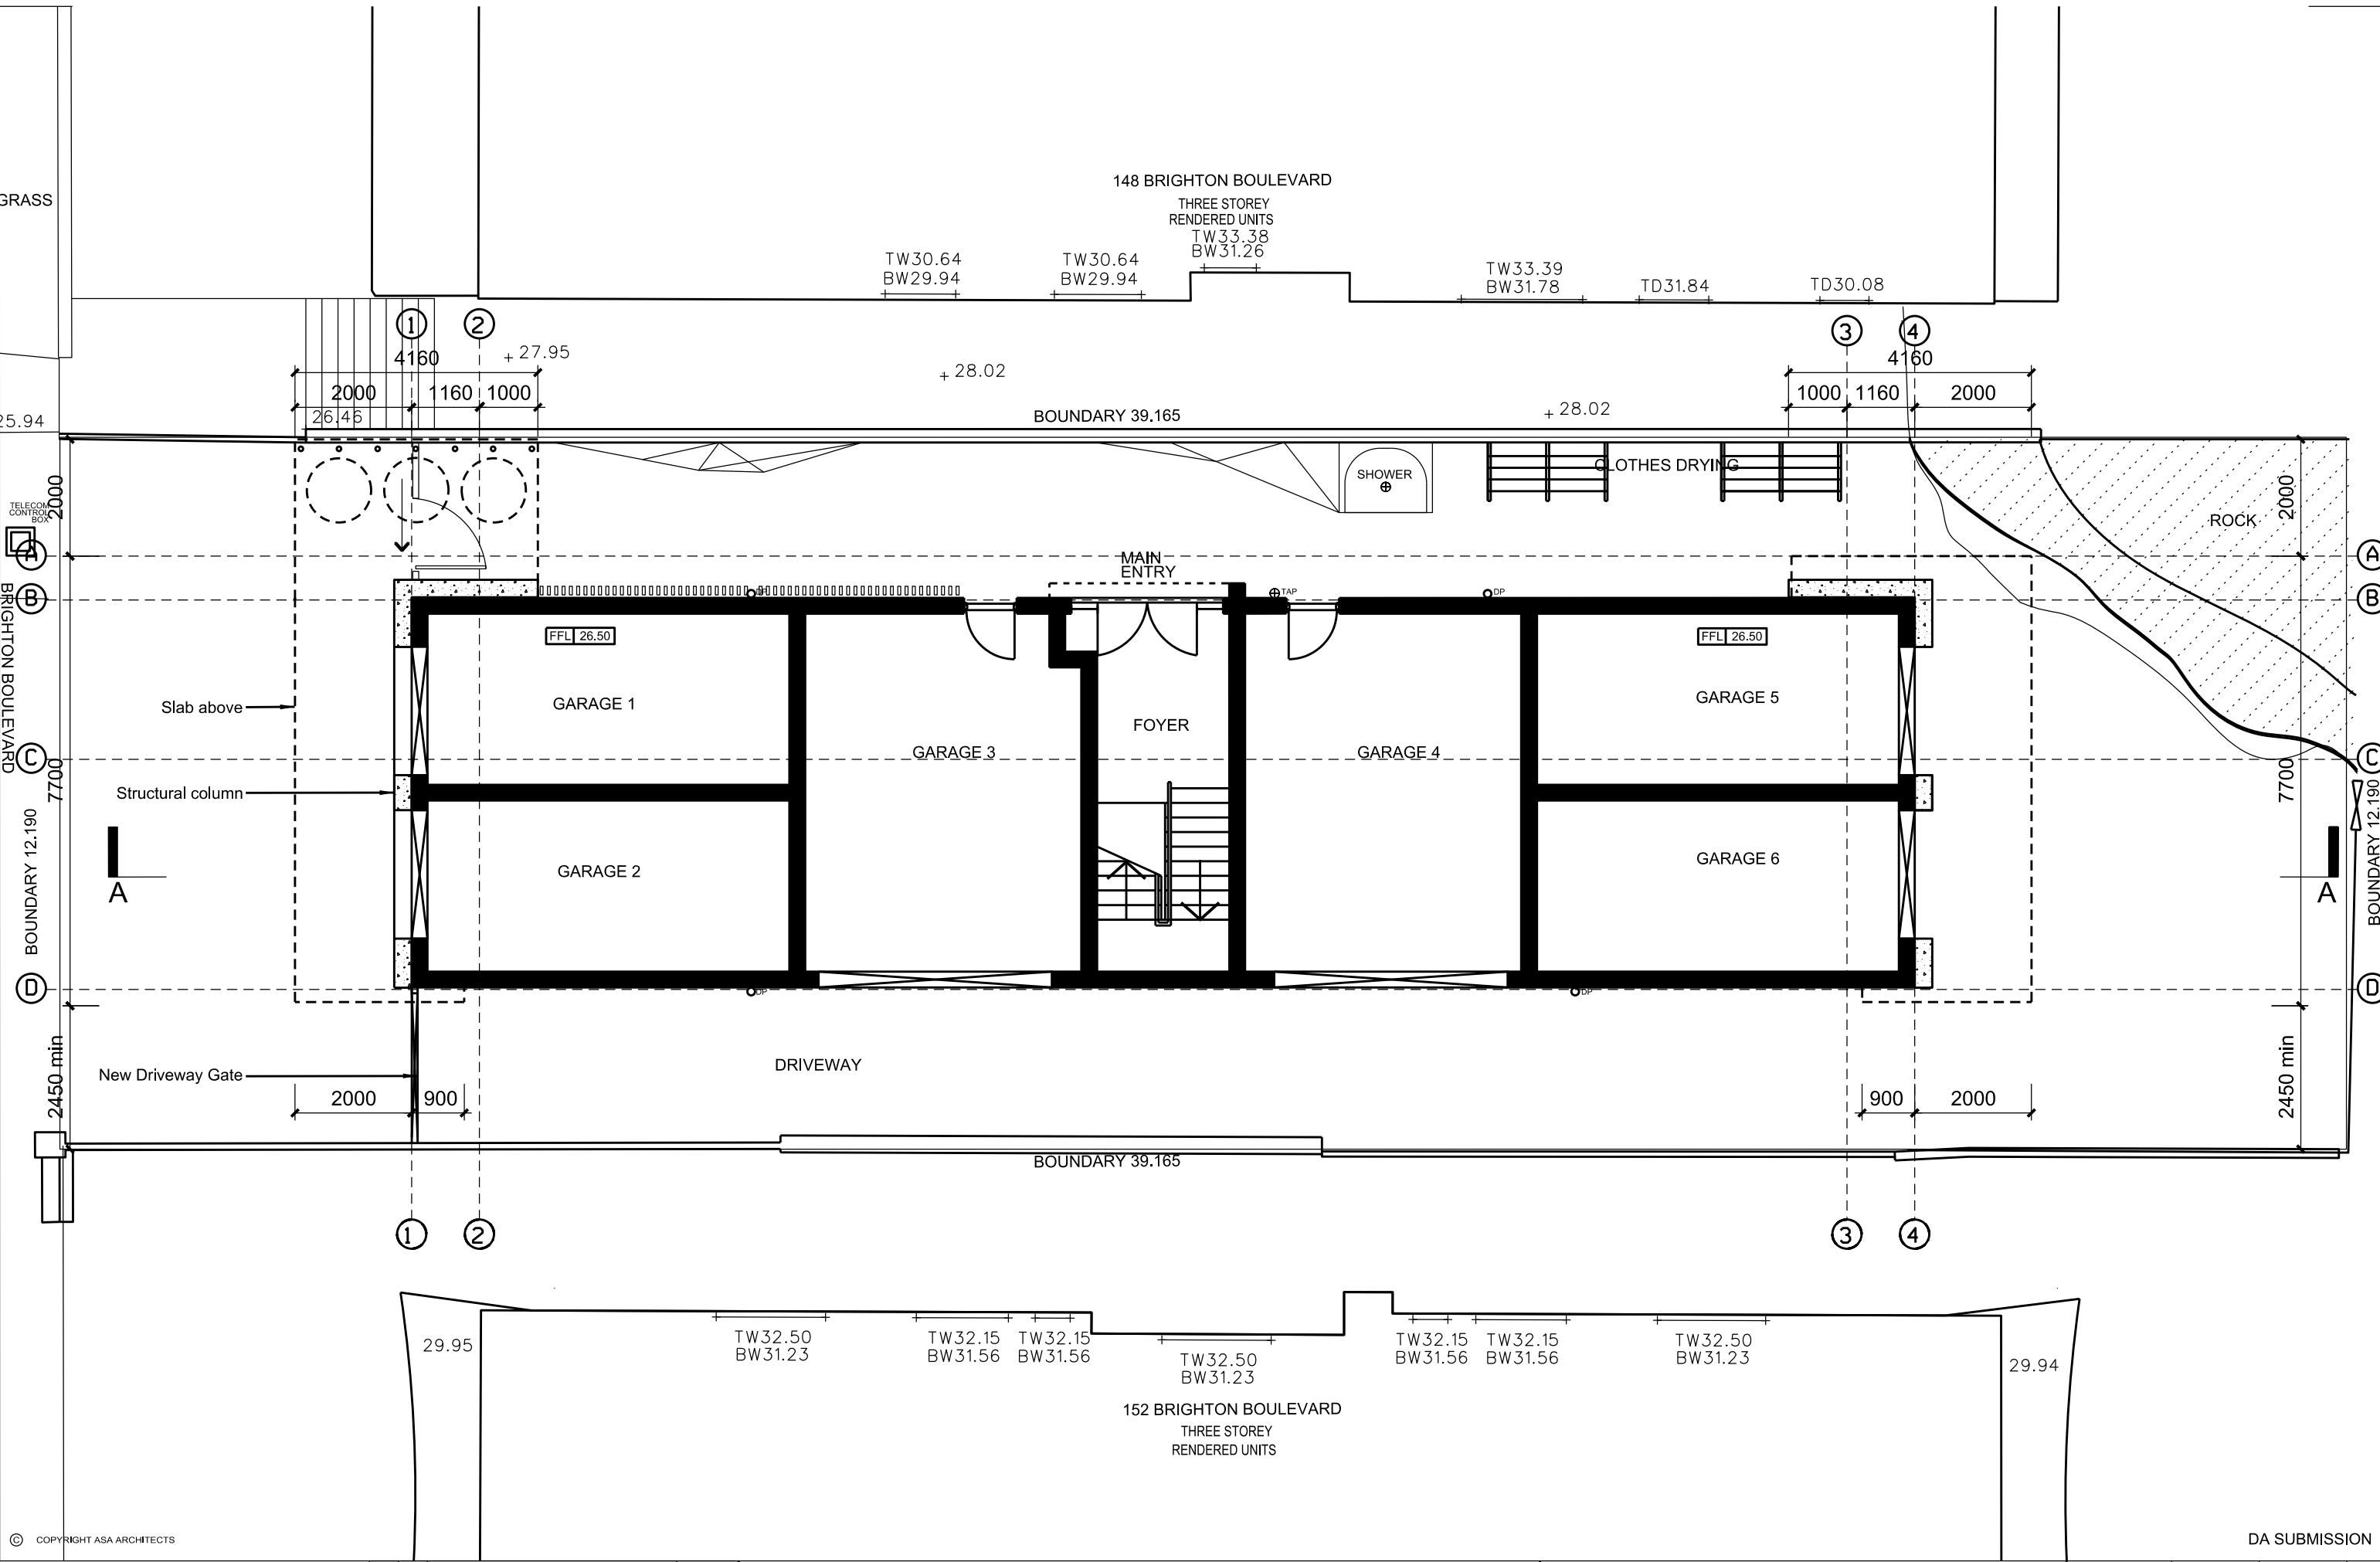 GRASS
148 BRIGHTON BOULEVARD
THREE STOREY
RENDERED UNITS
TW33.38
BW31.26
TW30.64
BW29.94
TW30.64
BW29.94
TW33.39
BW31.78
TD31.84
TD30.08
1
2
3
4
4160
+ 27.95
4160
+ 28.02
2000
1160
1000
1000
1160
2000
26.46
25.94
BOUNDARY 39.165
+ 28.02
SHOWER
CLOTHES DRYING
ROCK
2000
2000
TELECOM
CONTROL
BOX
A
A
MAIN
ENTRY
B
B
DP
TAP
DP
BRIGHTON BOULEVARD
FFL 26.50
FFL 26.50
Slab above
GARAGE 1
GARAGE 5
FOYER
GARAGE 3
GARAGE 4
C
C
7700
7700
Structural column
BOUNDARY 12.190
BOUNDARY 12.190
GARAGE 2
GARAGE 6
A
A
D
D
DP
DP
2450 min
2450 min
New Driveway Gate
DRIVEWAY
2000
900
900
2000
BOUNDARY 39.165
1
2
3
4
29.95
TW32.50
BW31.23
TW32.15
BW31.56
TW32.15
BW31.56
TW32.50
BW31.23
TW32.15
BW31.56
TW32.15
BW31.56
TW32.50
BW31.23
29.94
152 BRIGHTON BOULEVARD
THREE STOREY
RENDERED UNITS
© COPYRIGHT ASA ARCHITECTS
DA SUBMISSION